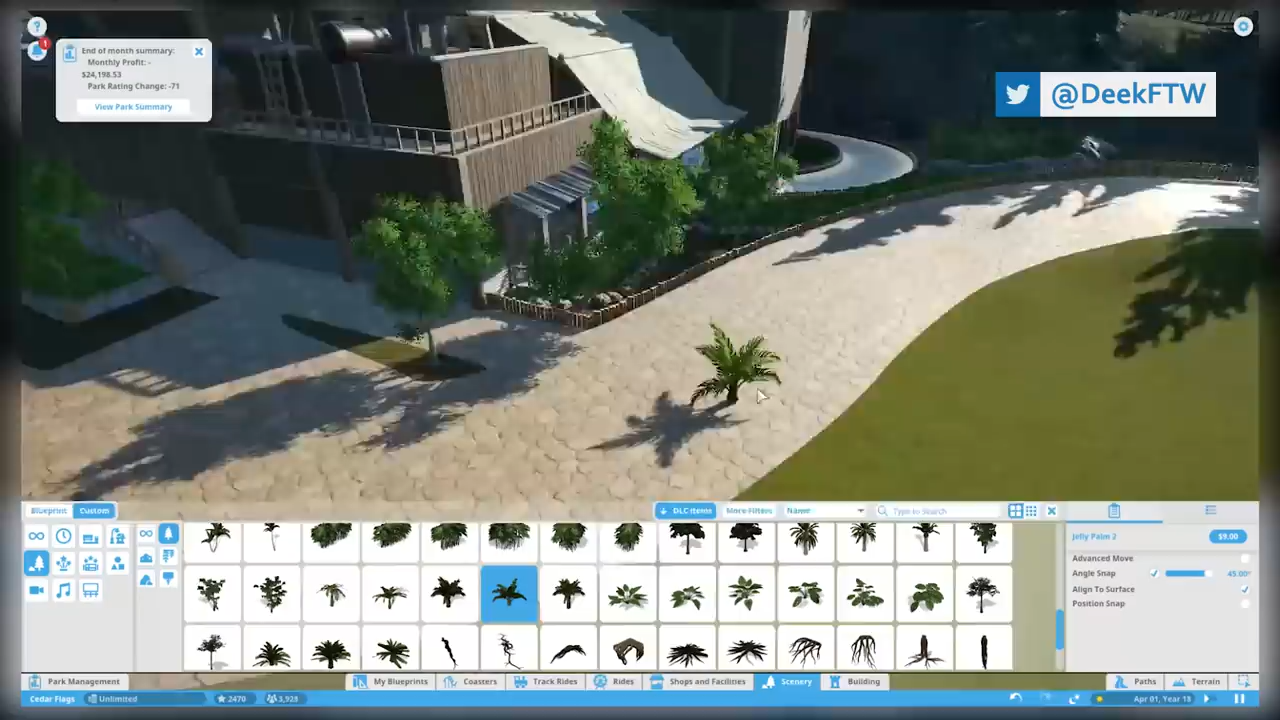 ?
1
End of month summary:
Monthly Profit: -
$24,198.53
Park Rating Change: -71
View Park Summary
@DeekFTW
Blueprint
Custom
DLC Items
More Filters
Name
Type to Search
Jelly Palm 2
$9.00
Advanced Move
Angle Snap
45.00°
Align To Surface
Position Snap
Park Management
My Blueprints
Coasters
Track Rides
Rides
Shops and Facilities
Scenery
Building
Paths
Terrain
Cedar Flags
Unlimited
2470
3,928
Apr 01, Year 18